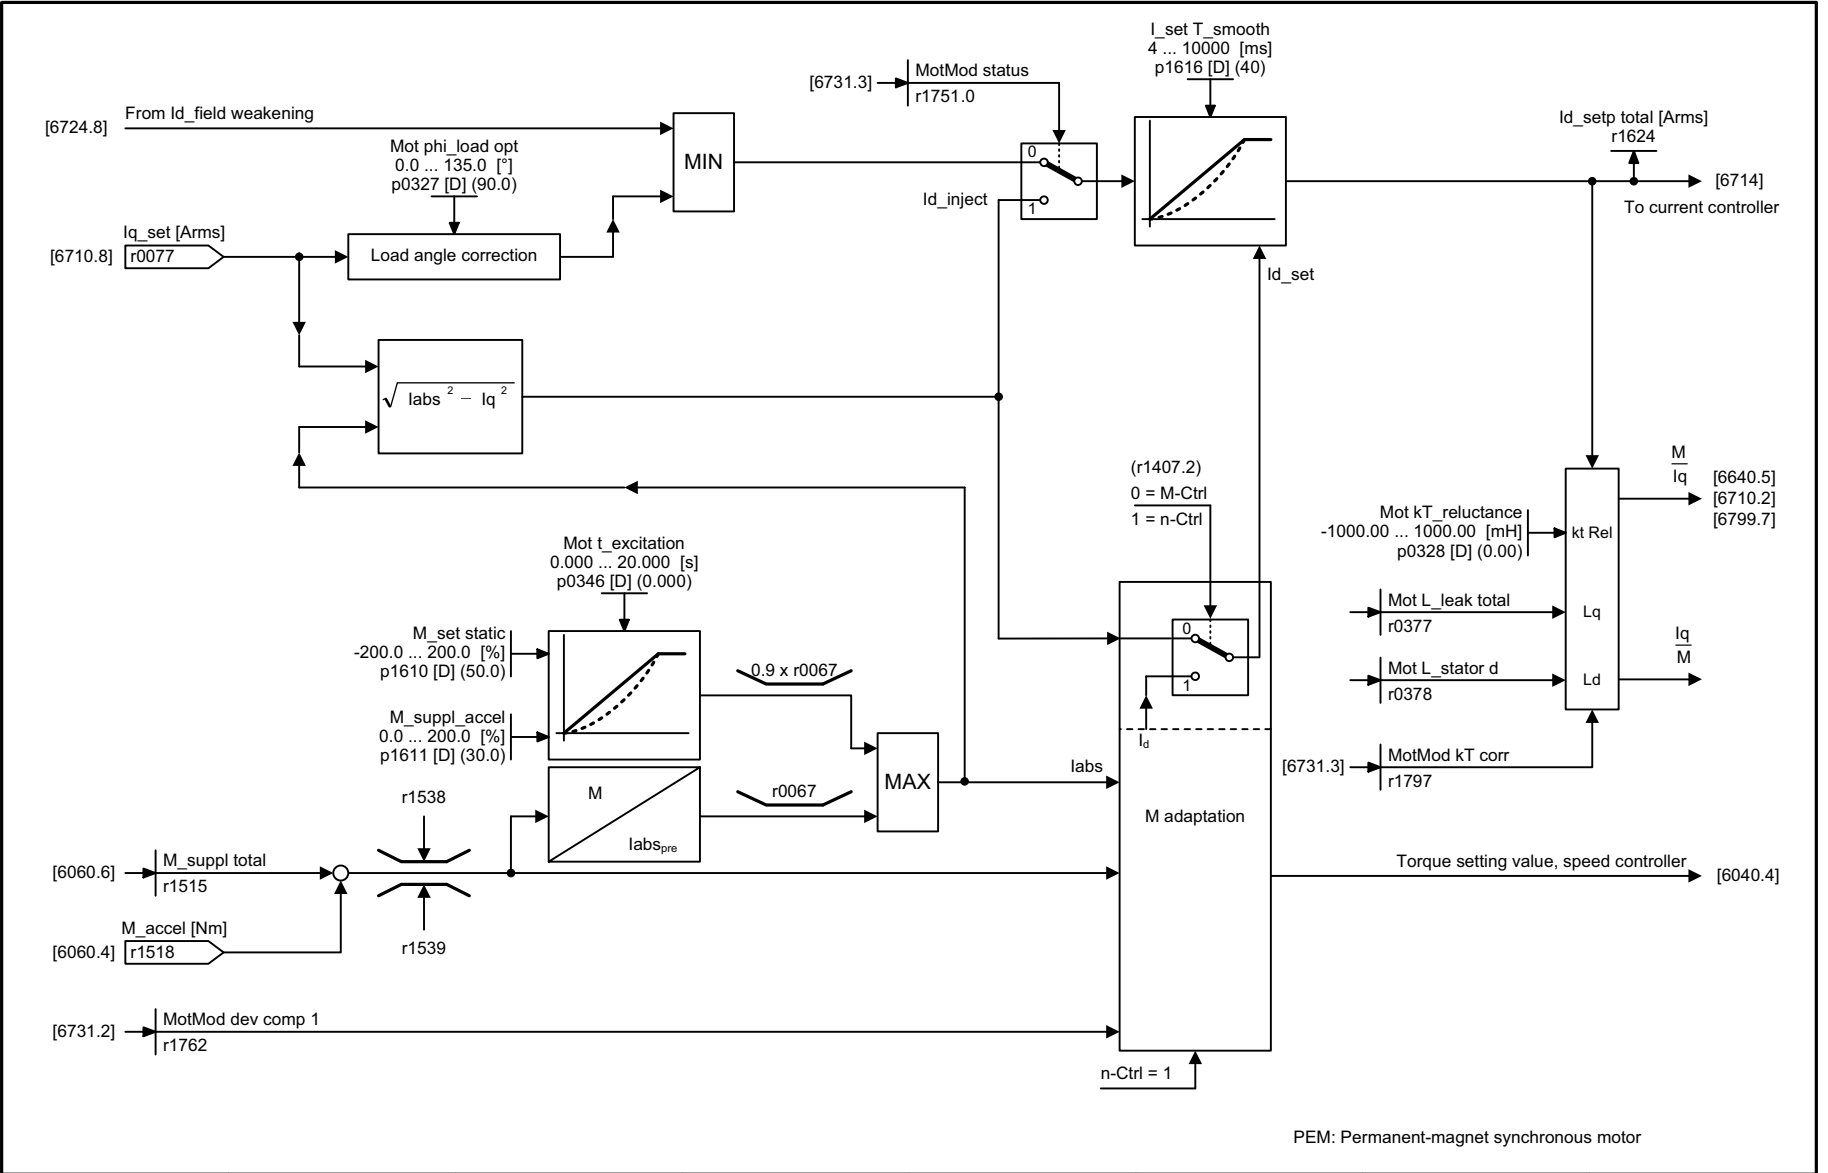 I_set T_smooth
4 ... 10000 [ms]
p1616 [D] (40)
[6731.3]
MotMod status
r1751.0
[6724.8]
From Id_field weakening
Mot phi_load opt
0.0 ... 135.0 [°]
p0327 [D] (90.0)
MIN
0
1
Id_inject
Id_setp total [Arms]
r1624
[6714]
To current controller
Iq_set [Arms]
[6710.8]
r0077
Load angle correction
Id_set
√ Iabs ² – Iq ²
(r1407.2)
0 = M-Ctrl
1 = n-Ctrl
M
Iq
[6640.5]
[6710.2]
[6799.7]
Mot kT_reluctance
-1000.00 ... 1000.00 [mH]
p0328 [D] (0.00)
kt Rel
Mot t_excitation
0.000 ... 20.000 [s]
p0346 [D] (0.000)
Mot L_leak total
r0377
Lq
M_set static
-200.0 ... 200.0 [%]
p1610 [D] (50.0)
0.9 x r0067
0
1
Id
Iq
M
Mot L_stator d
r0378
Ld
M_suppl_accel
0.0 ... 200.0 [%]
p1611 [D] (30.0)
[6731.3]
MotMod kT corr
r1797
MAX
Iabs
M
Iabspre
r0067
M adaptation
r1538
[6060.6]
M_suppl total
r1515
Torque setting value, speed controller
[6040.4]
M_accel [Nm]
[6060.4]
r1518
r1539
[6731.2]
MotMod dev comp 1
r1762
n-Ctrl = 1
PEM: Permanent-magnet synchronous motor